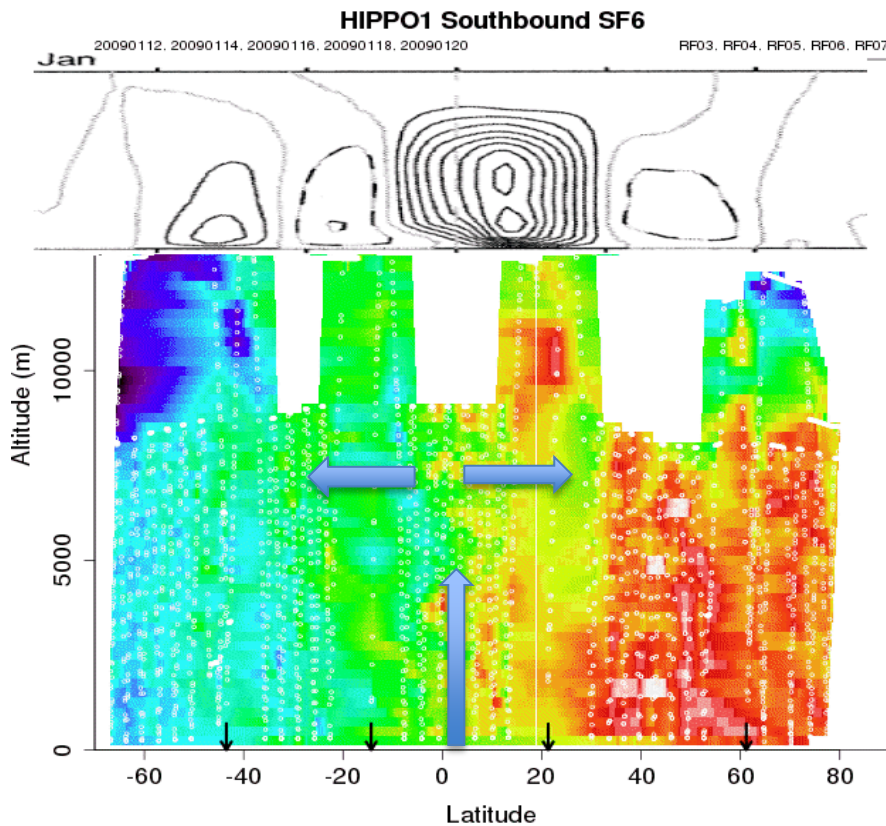 HIPPO1 Southbound SF6
20090112, 20090114, 20090116, 20090118, 20090120 RF03, RF04, RF05, RF06, RF07
Jan
10000
5000
0
Altitude (m)
-60 -40 -20 0 20 40 60 80
Latitude